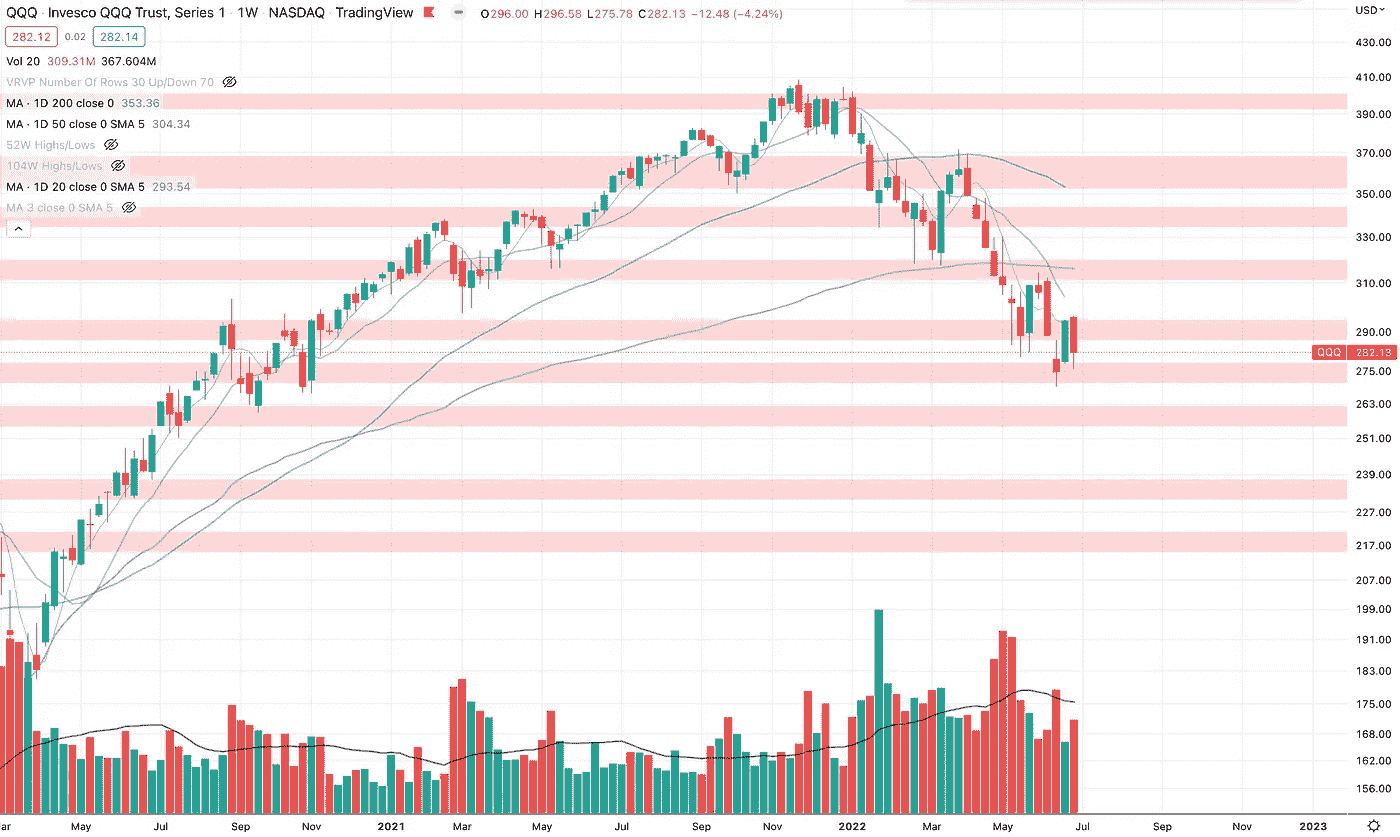 QQQ · Invesco QQQ Trust, Series 1 · 1W · NASDAQ · TradingView O296.00 H296.58 L275.78 C282.13 −12.48 (−4.24%)
282.12 0.02 282.14
Vol 20 309.31M 367.604M
VRVP Number Of Rows 30 Up/Down 70
MA · 1D 200 close 0 353.36
MA · 1D 50 close 0 SMA 5 304.34
52W Highs/Lows
104W Highs/Lows
MA · 1D 20 close 0 SMA 5 293.54
MA 3 close 0 SMA 5
USD
430.00
410.00
390.00
370.00
350.00
330.00
310.00
290.00
QQQ 282.13
275.00
263.00
251.00
239.00
227.00
217.00
207.00
199.00
191.00
183.00
175.00
168.00
162.00
156.00
ar May Jul Sep Nov 2021 Mar May Jul Sep Nov 2022 Mar May Jul Sep Nov 2023